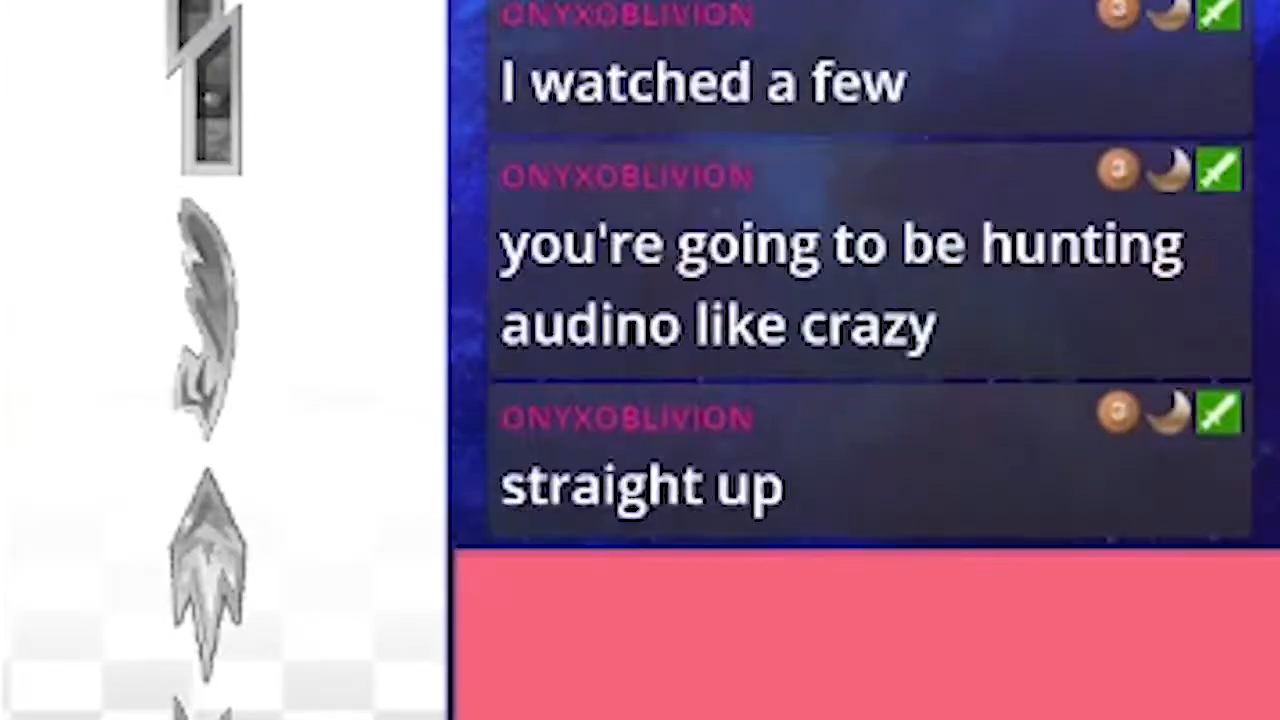 ONYXOBLIVION
I watched a few
ONYXOBLIVION
you're going to be hunting
audino like crazy
ONYXOBLIVION
straight up